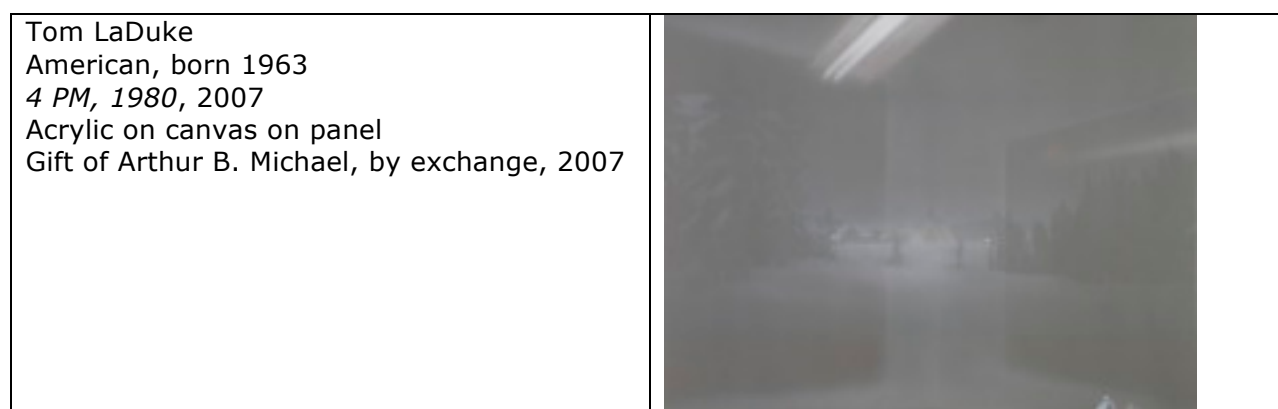 Tom LaDuke
American, born 1963
4 PM, 1980, 2007
Acrylic on canvas on panel
Gift of Arthur B. Michael, by exchange, 2007